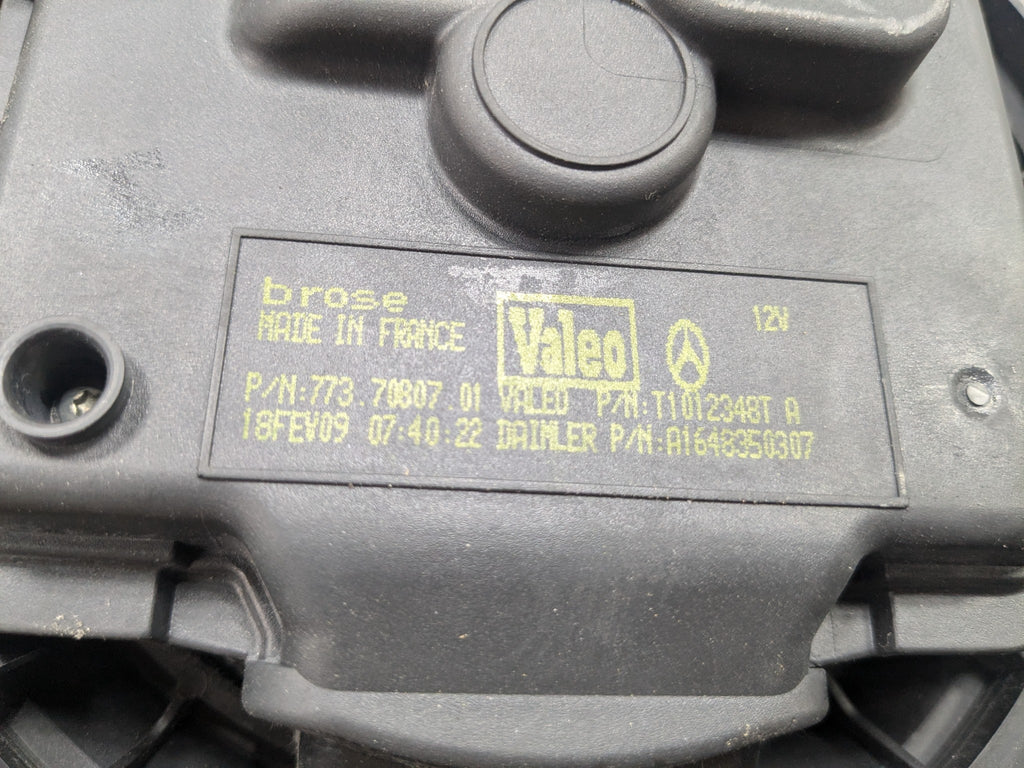 brose
MADE IN FRANCE
Valeo
12V
P/N:773.70807.01 VALEO P/N:T1012348T A
18FEV09 07:40:22 DAIMLER P/N:A1648350307